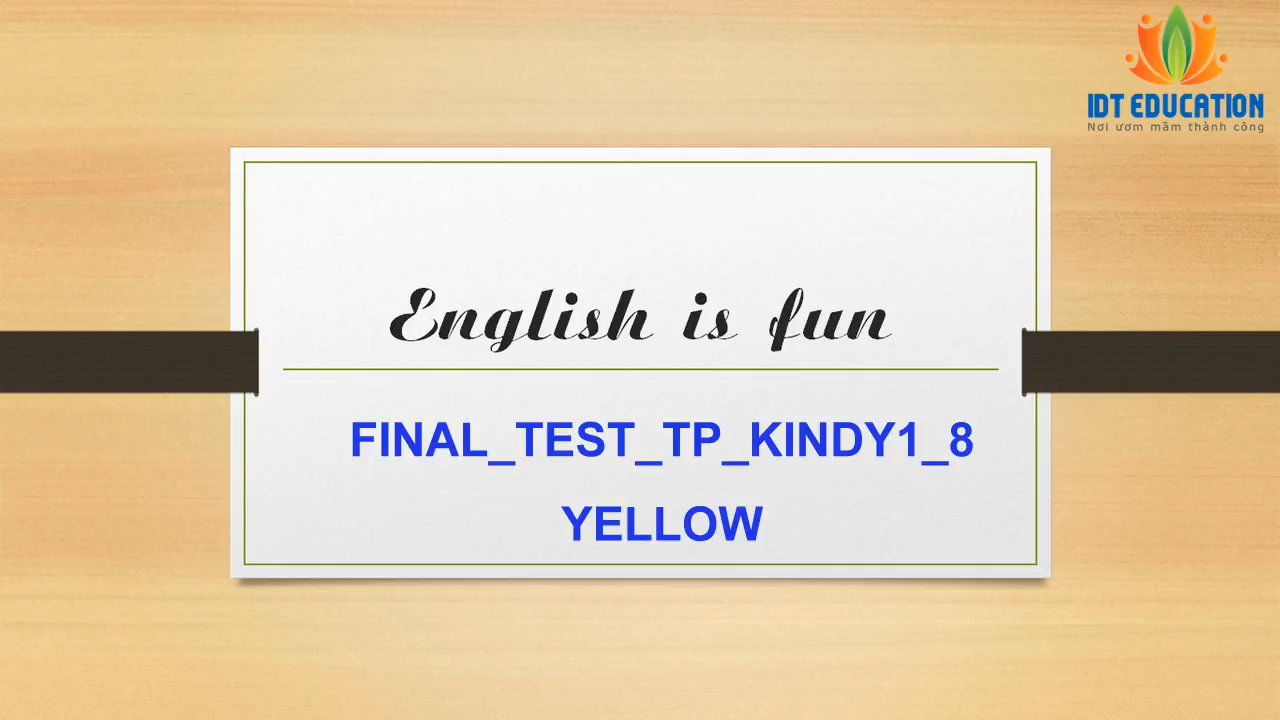 IDT EDUCATION
Nơi ươm mầm thành công
English is fun
FINAL_TEST_TP_KINDY1_8
YELLOW